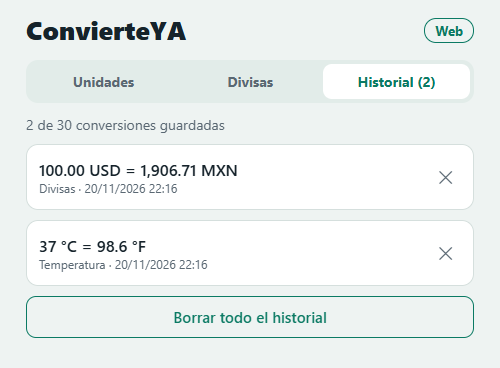 ConvierteYA
Web
Unidades
Divisas
Historial (2)
2 de 30 conversiones guardadas
100.00 USD = 1,906.71 MXN
Divisas · 20/11/2026 22:16
37 °C = 98.6 °F
Temperatura · 20/11/2026 22:16
Borrar todo el historial